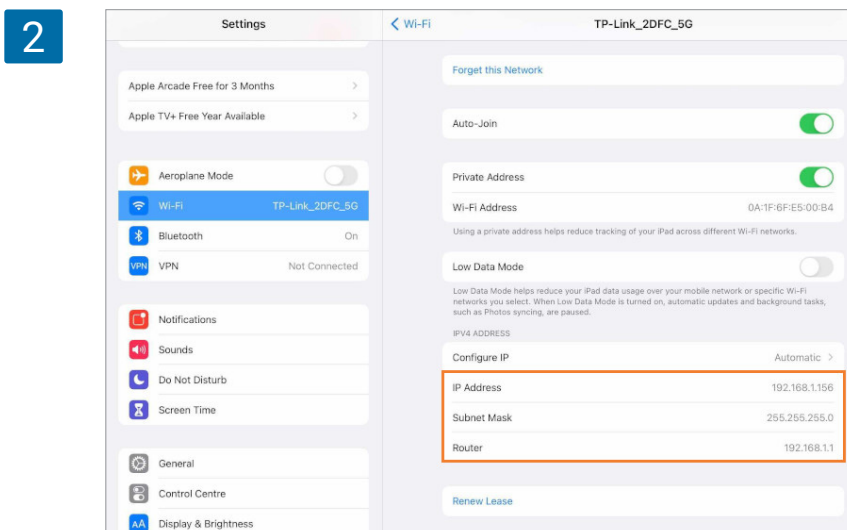 2
Settings
Apple Arcade Free for 3 Months
Apple TV+ Free Year Available
Aeroplane Mode
Wi-Fi TP-Link_2DFC_5G
Bluetooth On
VPN VPN Not Connected
Notifications
Sounds
Do Not Disturb
Screen Time
General
Control Centre
AA Display & Brightness
Wi-Fi TP-Link_2DFC_5G
Forget this Network
Auto-Join
Private Address
Wi-Fi Address 0A:1F:6F:E5:00:B4
Using a private address helps reduce tracking of your iPad across different Wi-Fi networks.
Low Data Mode
Low Data Mode helps reduce your iPad data usage over your mobile network or specific Wi-Fi
networks you select. When Low Data Mode is turned on, automatic updates and background tasks,
such as Photos syncing, are paused.
IPV4 ADDRESS
Configure IP Automatic
IP Address 192.168.1.156
Subnet Mask 255.255.255.0
Router 192.168.1.1
Renew Lease